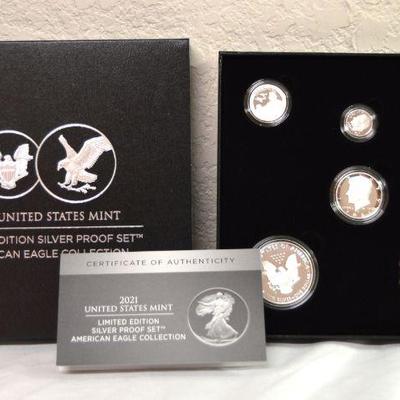 UNITED STATES MINT
EDITION SILVER PROOF SET™
CAN EAGLE COLLECTION
CERTIFICATE OF AUTHENTICITY
2021
UNITED STATES MINT
LIMITED EDITION
SILVER PROOF SET™
AMERICAN EAGLE COLLECTION